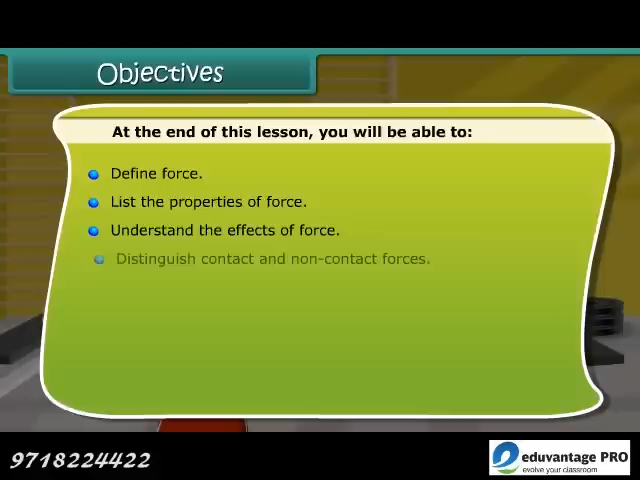 Objectives
At the end of this lesson, you will be able to:
Define force.
List the properties of force.
Understand the effects of force.
Distinguish contact and non-contact forces.
9718224422
eduvantage PRO
evolve your classroom